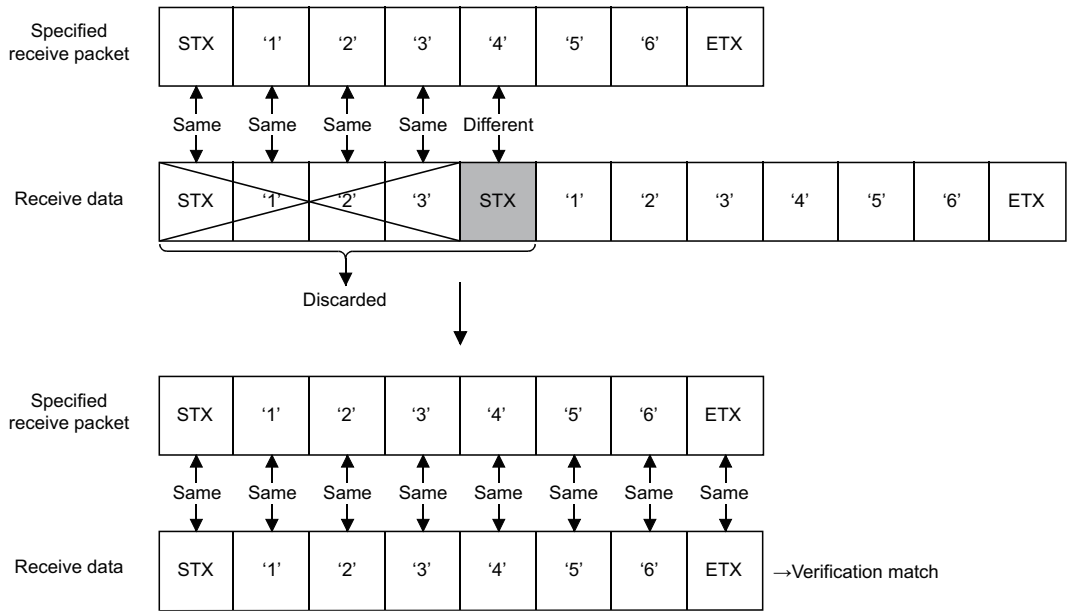 Specified
receive packet
STX ‘1’ ‘2’ ‘3’ ‘4’ ‘5’ ‘6’ ETX
Same Same Same Same Different
Receive data
STX ‘1’ ‘2’ ‘3’ STX ‘1’ ‘2’ ‘3’ ‘4’ ‘5’ ‘6’ ETX
Discarded
Specified
receive packet
STX ‘1’ ‘2’ ‘3’ ‘4’ ‘5’ ‘6’ ETX
Same Same Same Same Same Same Same Same
Receive data
STX ‘1’ ‘2’ ‘3’ ‘4’ ‘5’ ‘6’ ETX
→Verification match